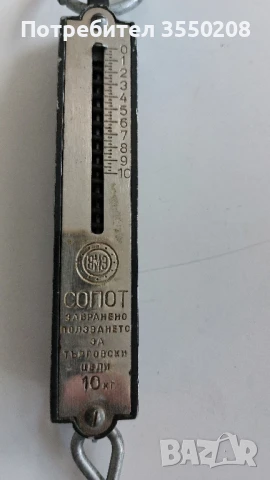 Потребител 3550208
0
1
2
3
4
5
6
7
8
9
10
СОПОТ
ЗАБРАНЕНО
ПОЛЗВАНЕТО
ЗА
ТЪРГОВСКИ
ЦЕЛИ
10 кг
BAZAR